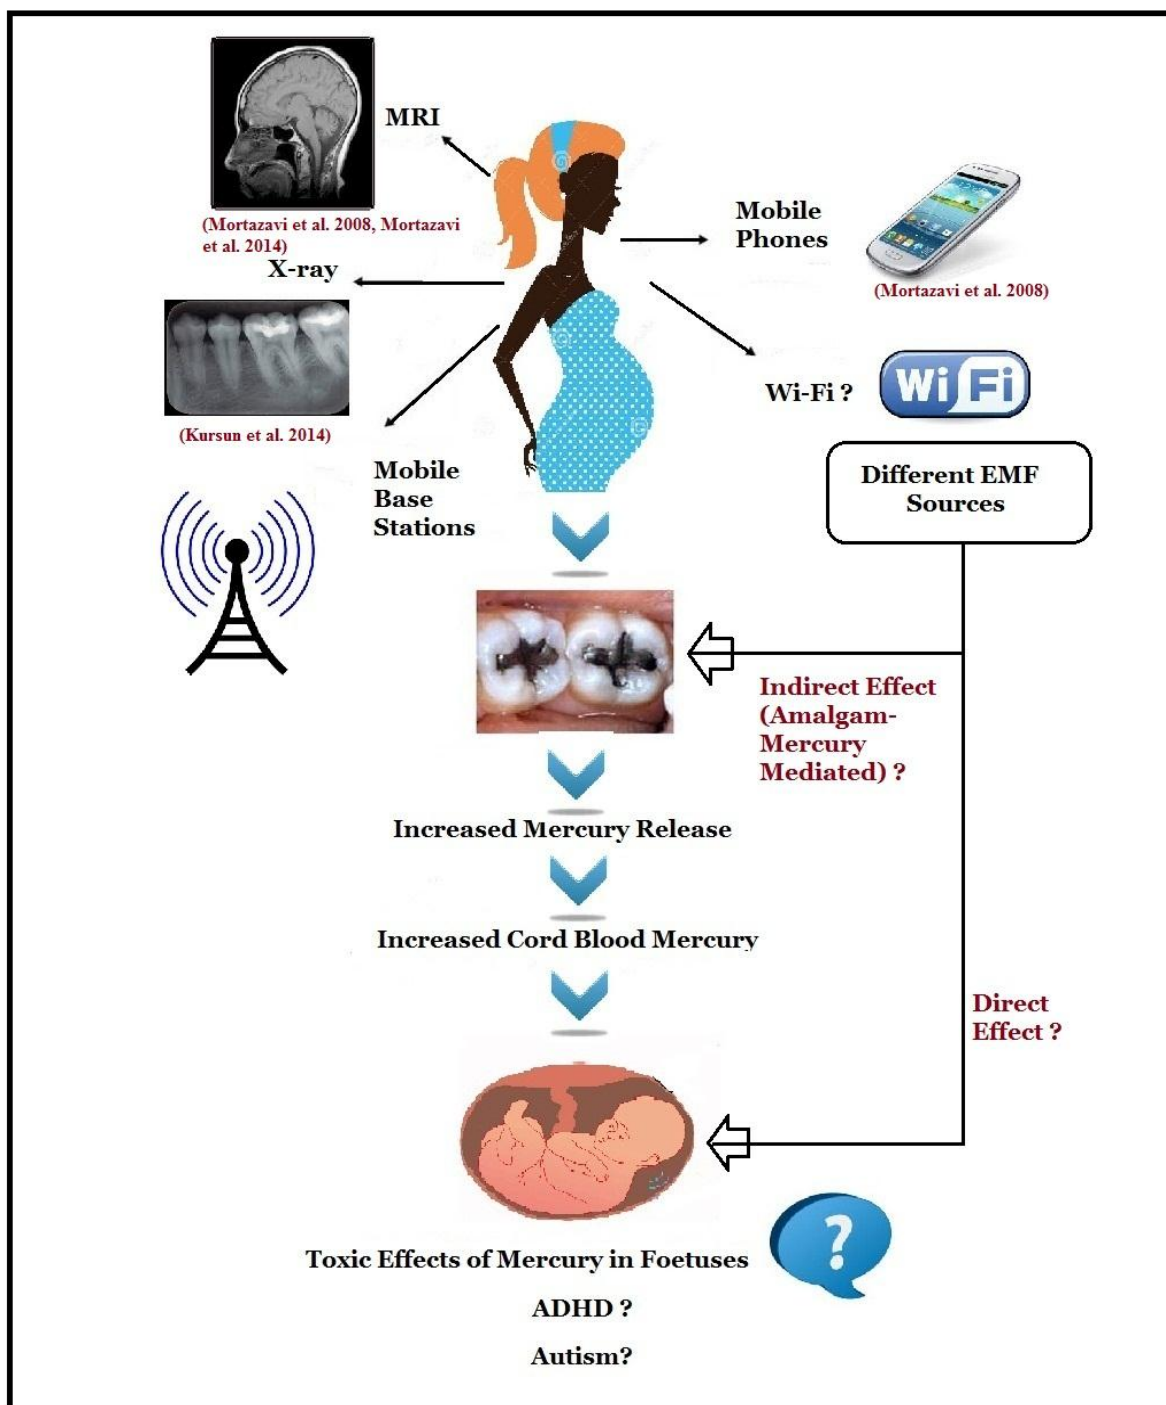 MRI
(Mortazavi et al. 2008, Mortazavi
et al. 2014)
X-ray
(Kursun et al. 2014)
Mobile
Base
Stations
Mobile
Phones
(Mortazavi et al. 2008)
Wi-Fi ?
Wi Fi
Different EMF
Sources
Indirect Effect
(Amalgam-
Mercury
Mediated) ?
Increased Mercury Release
Increased Cord Blood Mercury
Direct
Effect ?
?
Toxic Effects of Mercury in Foetuses
ADHD ?
Autism?